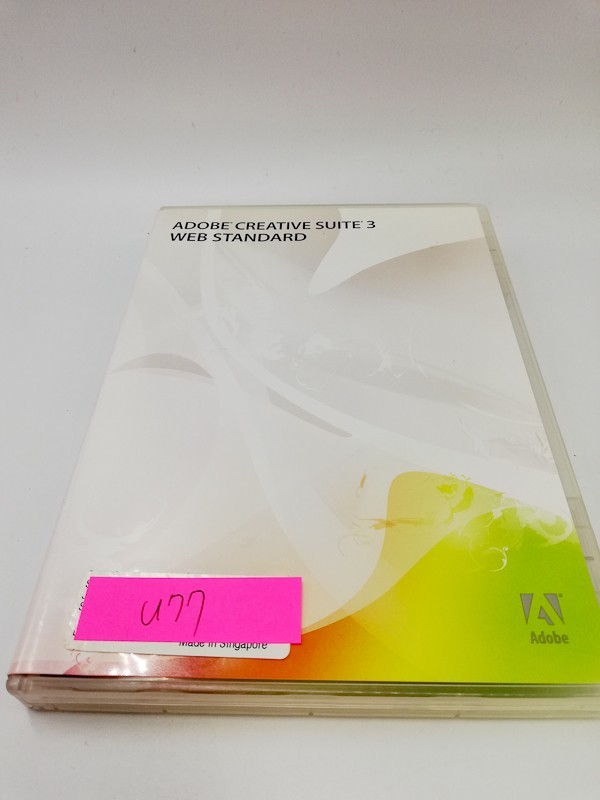 ADOBE® CREATIVE SUITE® 3
WEB STANDARD
U77
Made in Singapore
Adobe